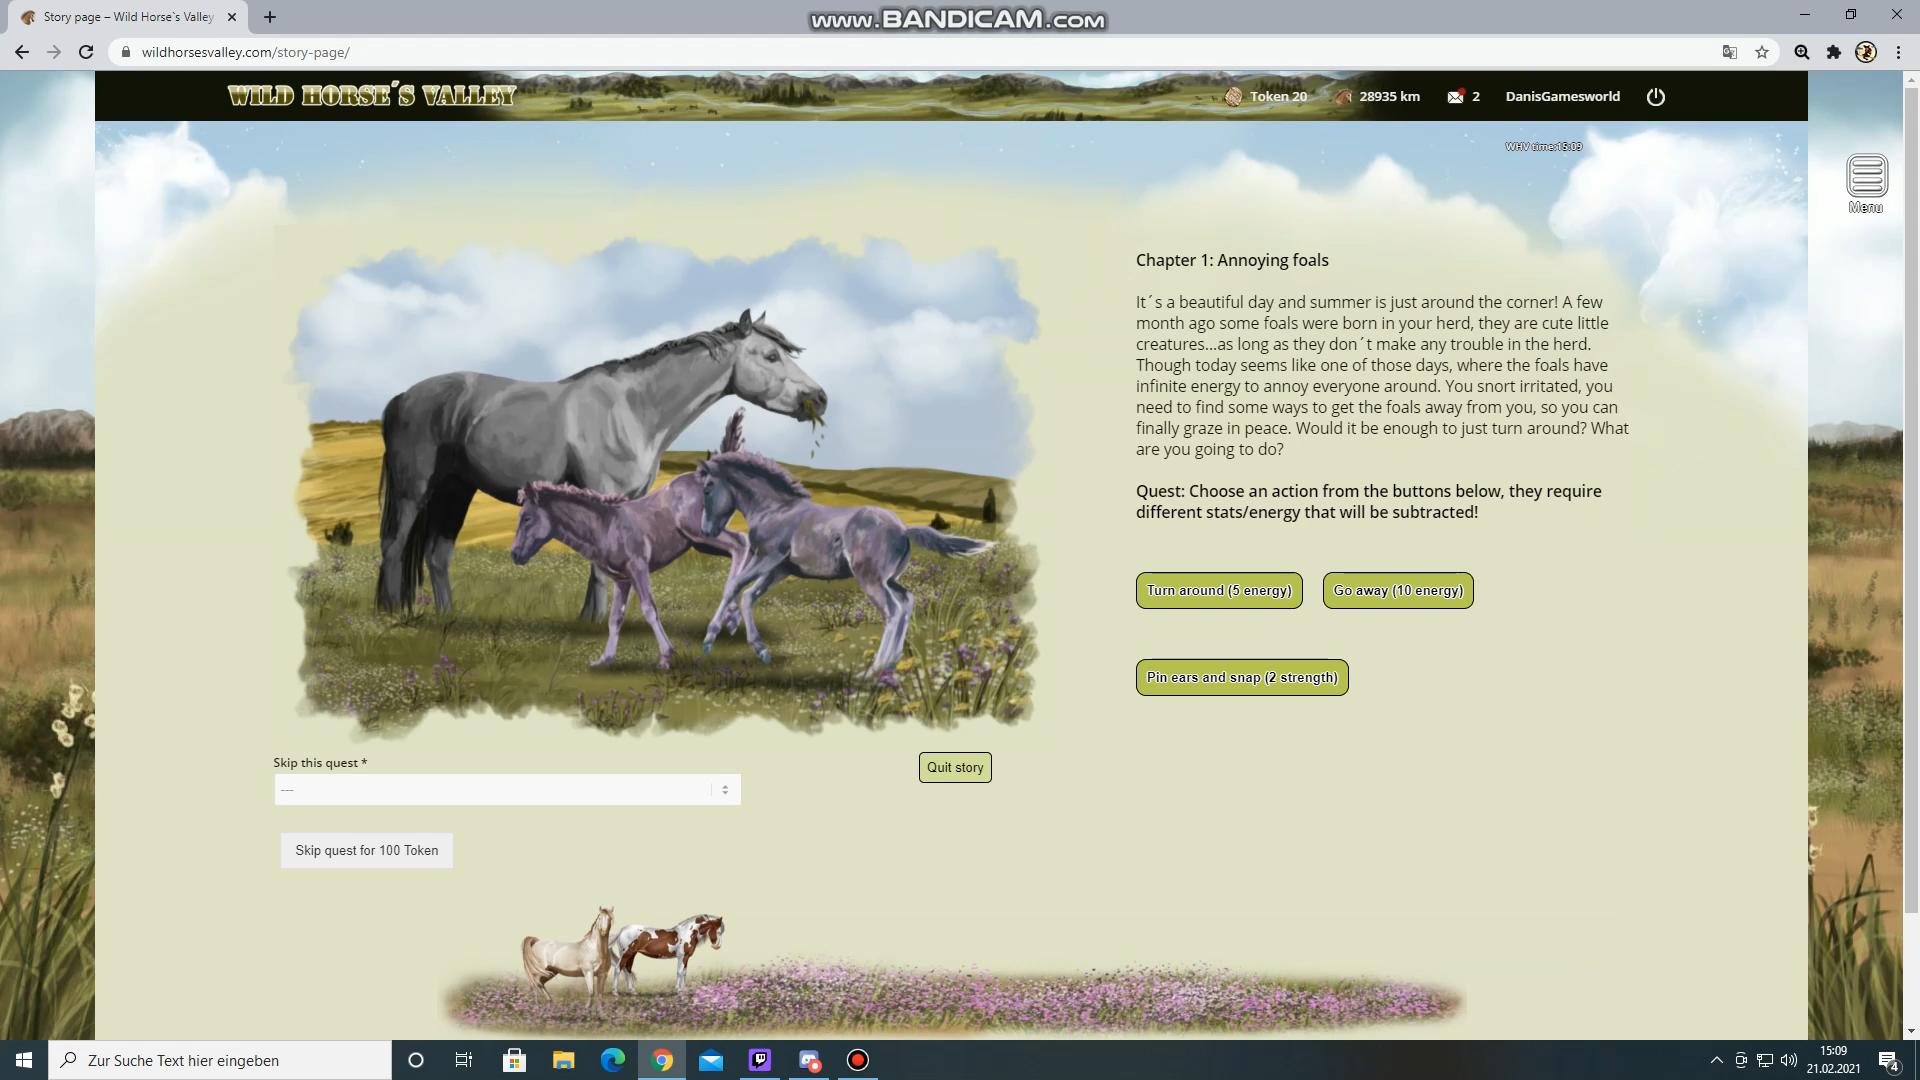 www.BANDICAM.com
Story page – Wild Horse`s Valley
wildhorsesvalley.com/story-page/
WILD HORSE´S VALLEY
Token 20
28935 km
2
DanisGamesworld
WHV time:15:09
Menu
Chapter 1: Annoying foals
It´s a beautiful day and summer is just around the corner! A few
month ago some foals were born in your herd, they are cute little
creatures...as long as they don´t make any trouble in the herd.
Though today seems like one of those days, where the foals have
infinite energy to annoy everyone around. You snort irritated, you
need to find some ways to get the foals away from you, so you can
finally graze in peace. Would it be enough to just turn around? What
are you going to do?
Quest: Choose an action from the buttons below, they require
different stats/energy that will be subtracted!
Turn around (5 energy)
Go away (10 energy)
Pin ears and snap (2 strength)
Skip this quest *
---
Quit story
Skip quest for 100 Token
Zur Suche Text hier eingeben
15:09
21.02.2021
4